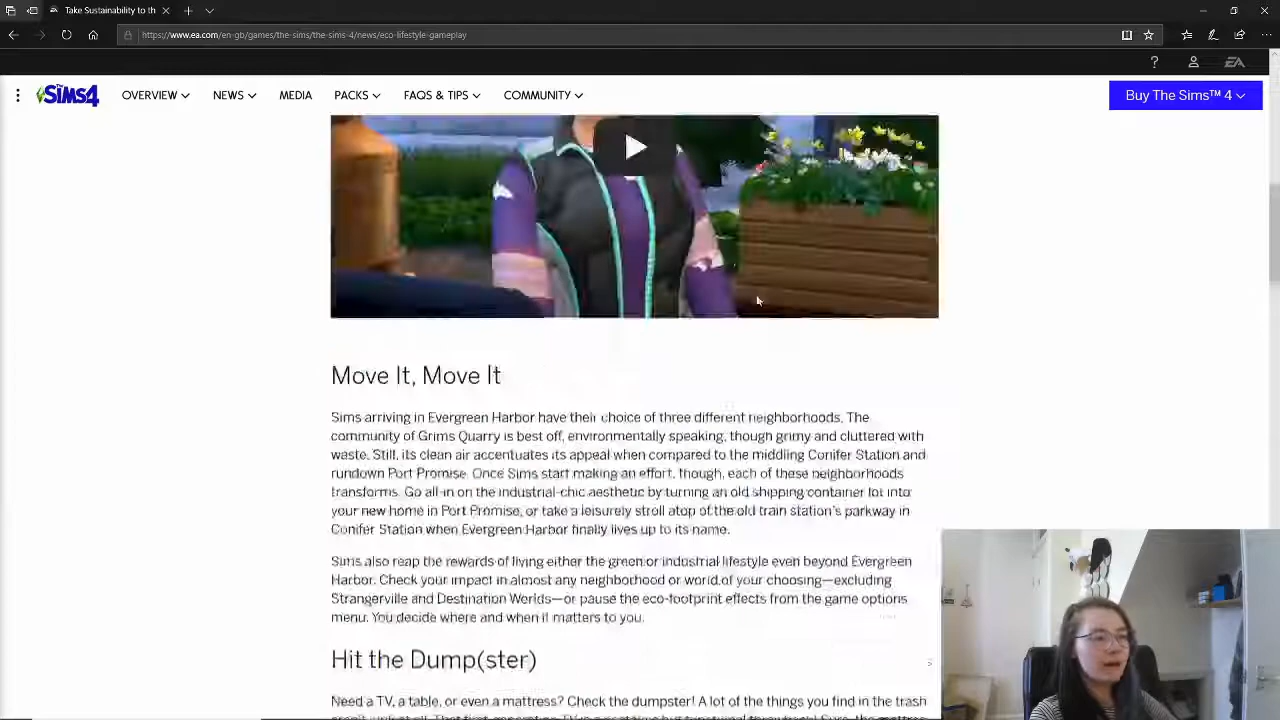 Take Sustainability to th
https://www.ea.com/en-gb/games/the-sims/the-sims-4/news/eco-lifestyle-gameplay
?
EA
The SIMS4 OVERVIEW NEWS MEDIA PACKS FAQS & TIPS COMMUNITY Buy The Sims™ 4
Move It, Move It
Sims arriving in Evergreen Harbor have their choice of three different neighborhoods. The
community of Grims Quarry is best off, environmentally speaking, though grimy and cluttered with
waste. Still, its clean air accentuates its appeal when compared to the middling Conifer Station and
rundown Port Promise. Once Sims start making an effort, though, each of these neighborhoods
transforms. Go all-in on the industrial-chic aesthetic by turning an old shipping container lot into
your new home in Port Promise, or take a leisurely stroll atop of the old train station's parkway in
Conifer Station when Evergreen Harbor finally lives up to its name.
Sims also reap the rewards of living either the green or industrial lifestyle even beyond Evergreen
Harbor. Check your impact in almost any neighborhood or world of your choosing—excluding
Strangerville and Destination Worlds—or pause the eco-footprint effects from the game options
menu. You decide where and when it matters to you.
Hit the Dump(ster)
Need a TV, a table, or even a mattress? Check the dumpster! A lot of the things you find in the trash